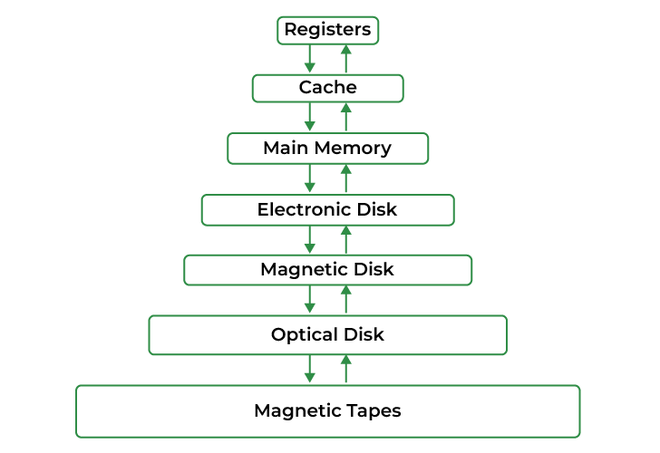 Registers
Cache
Main Memory
Electronic Disk
Magnetic Disk
Optical Disk
Magnetic Tapes